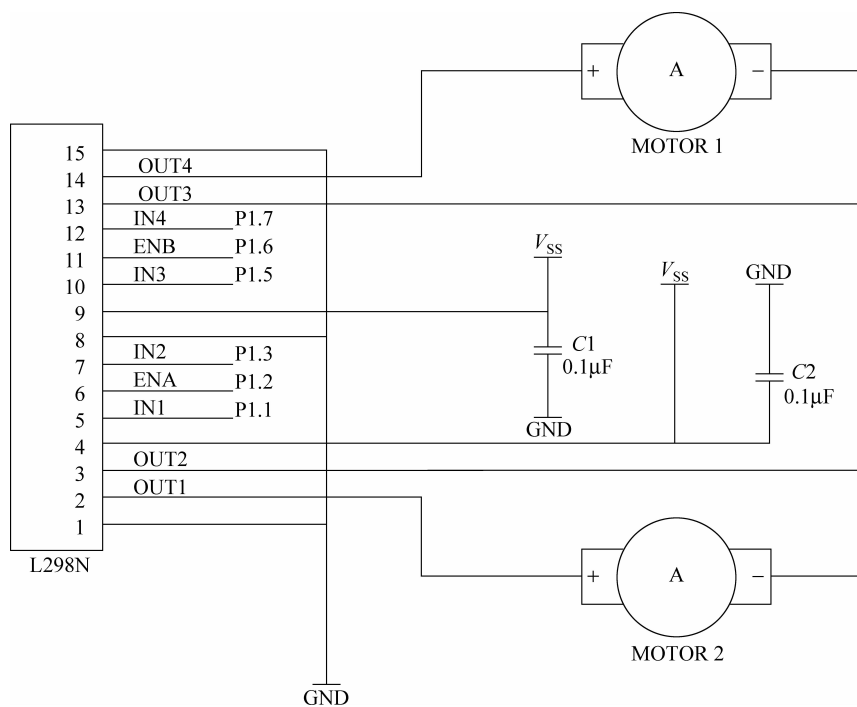 + A −
MOTOR 1
15
OUT4
14
OUT3
13
IN4 P1.7
12
ENB P1.6
11
IN3 P1.5
10
9
8
IN2 P1.3
7
ENA P1.2
6
IN1 P1.1
5
4
OUT2
3
OUT1
2
1
L298N
VSS
C1
0.1μF
GND
VSS
GND
C2
0.1μF
+ A −
MOTOR 2
GND